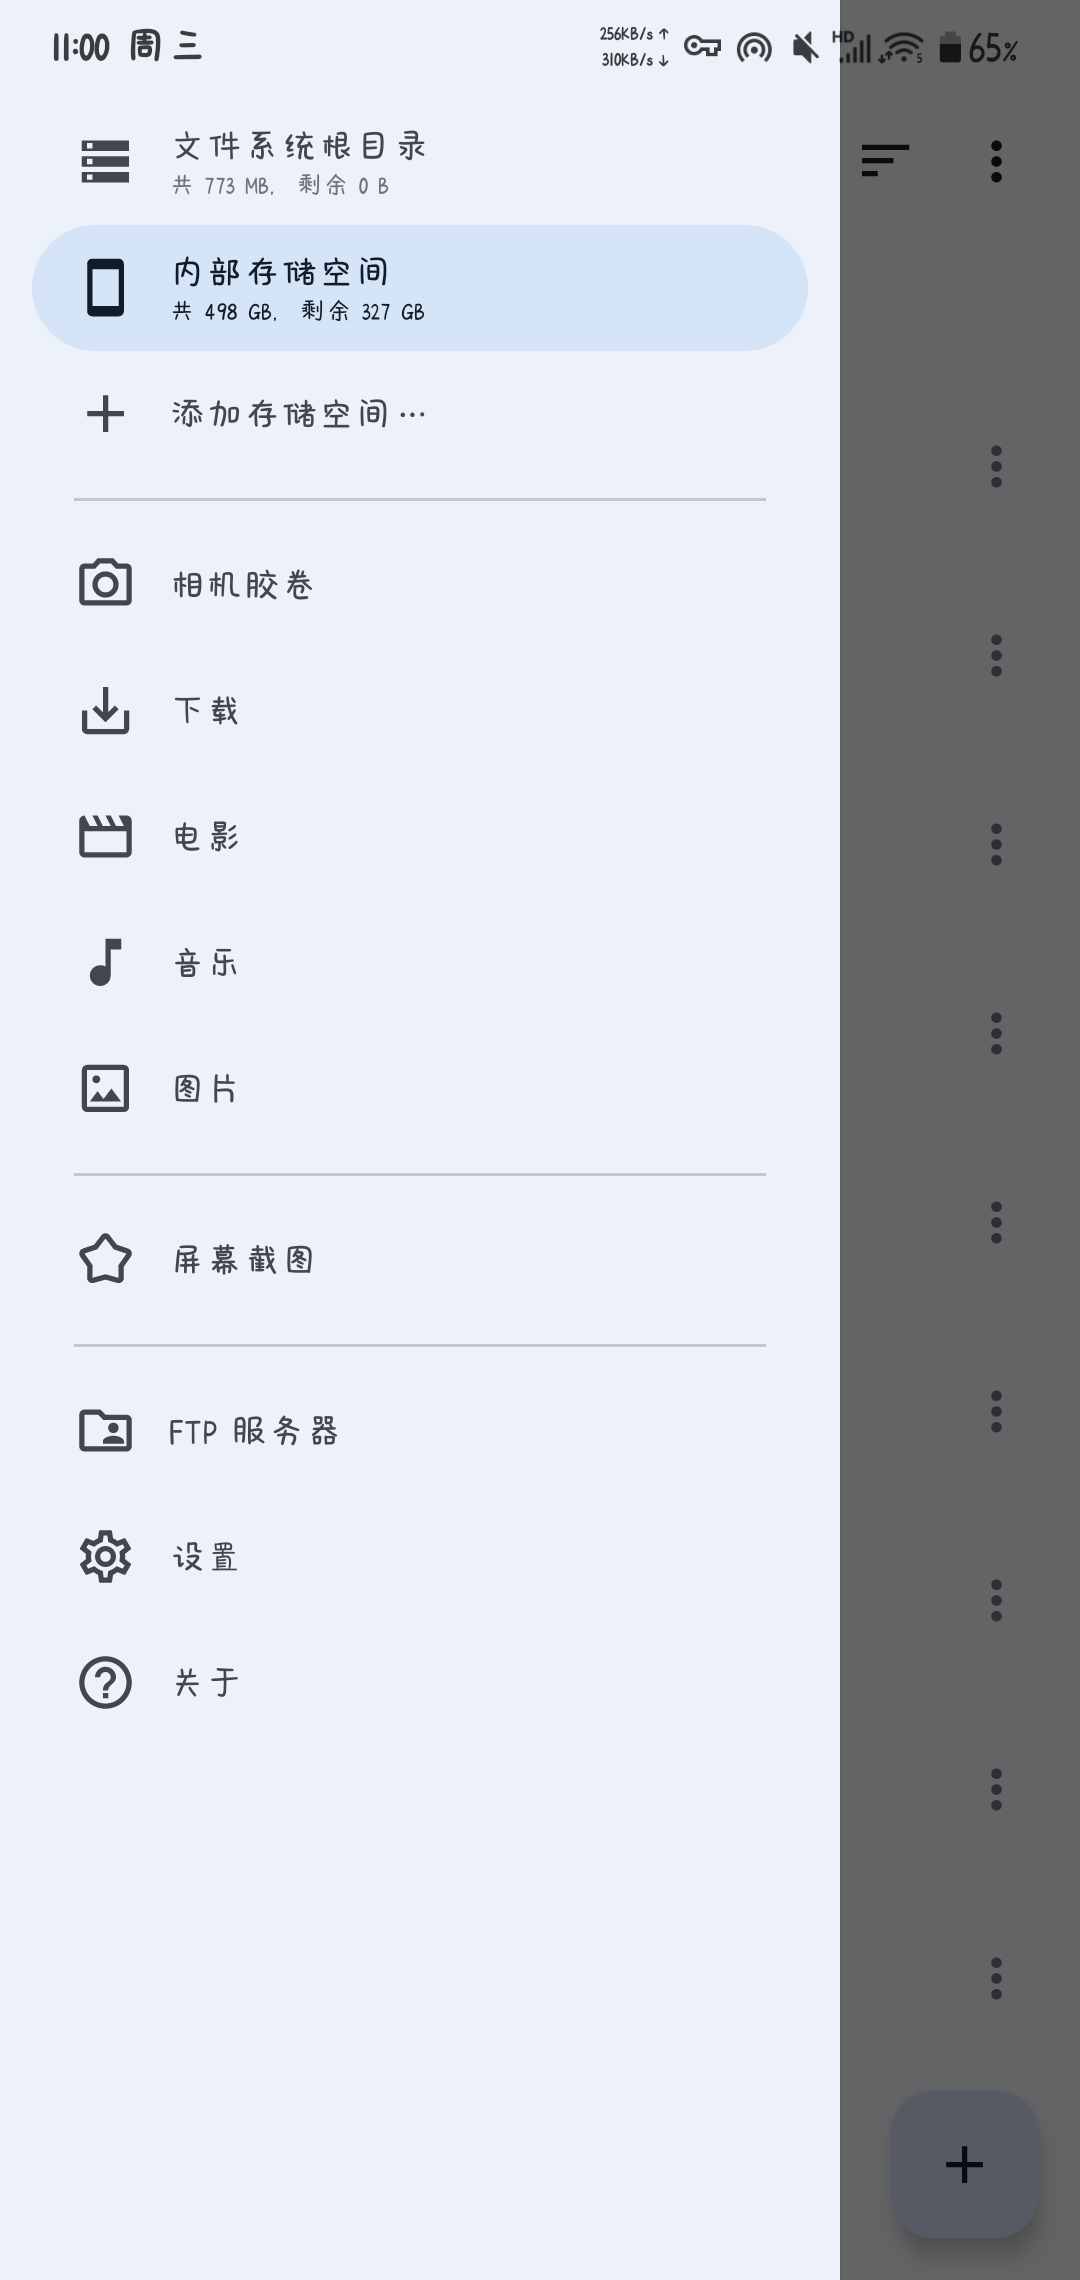 11:00 周三
256KB/s ↑
310KB/s ↓
HD
5
65%
文件系统根目录
共 773 MB, 剩余 0 B
内部存储空间
共 498 GB, 剩余 327 GB
添加存储空间…
相机胶卷
下载
电影
音乐
图片
屏幕截图
FTP 服务器
设置
关于